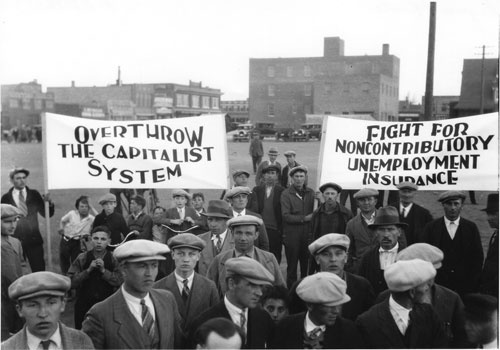 OVERTHROW
THE CAPITALIST
SYSTEM
FIGHT FOR
NONCONTRIBUTORY
UNEMPLOYMENT
INSURANCE